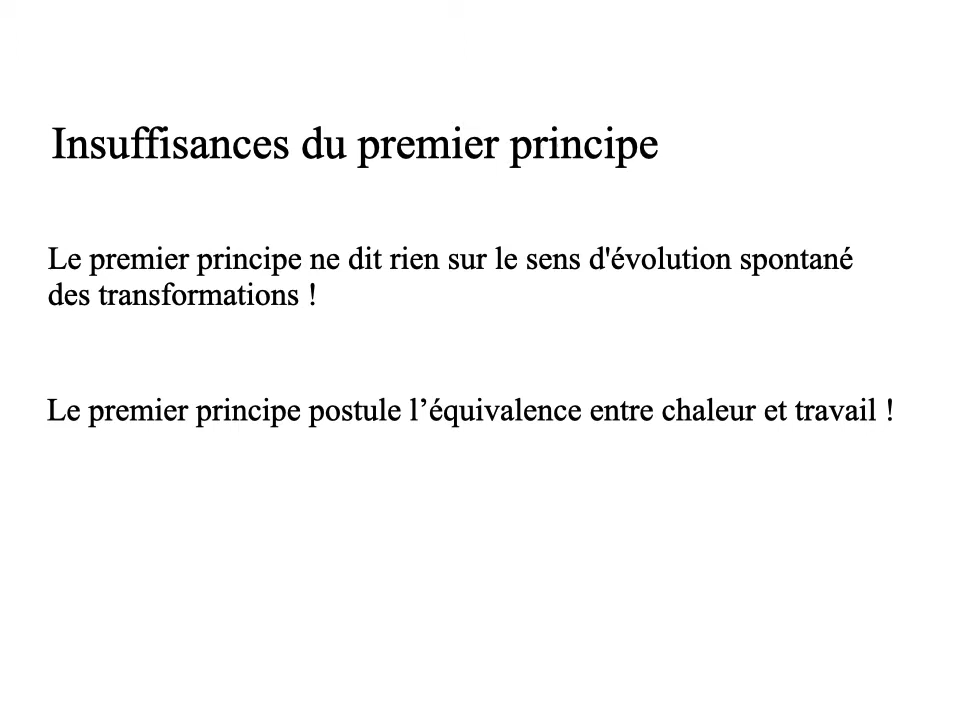 Insuffisances du premier principe
Le premier principe ne dit rien sur le sens d'évolution spontané
des transformations !
Le premier principe postule l’équivalence entre chaleur et travail !